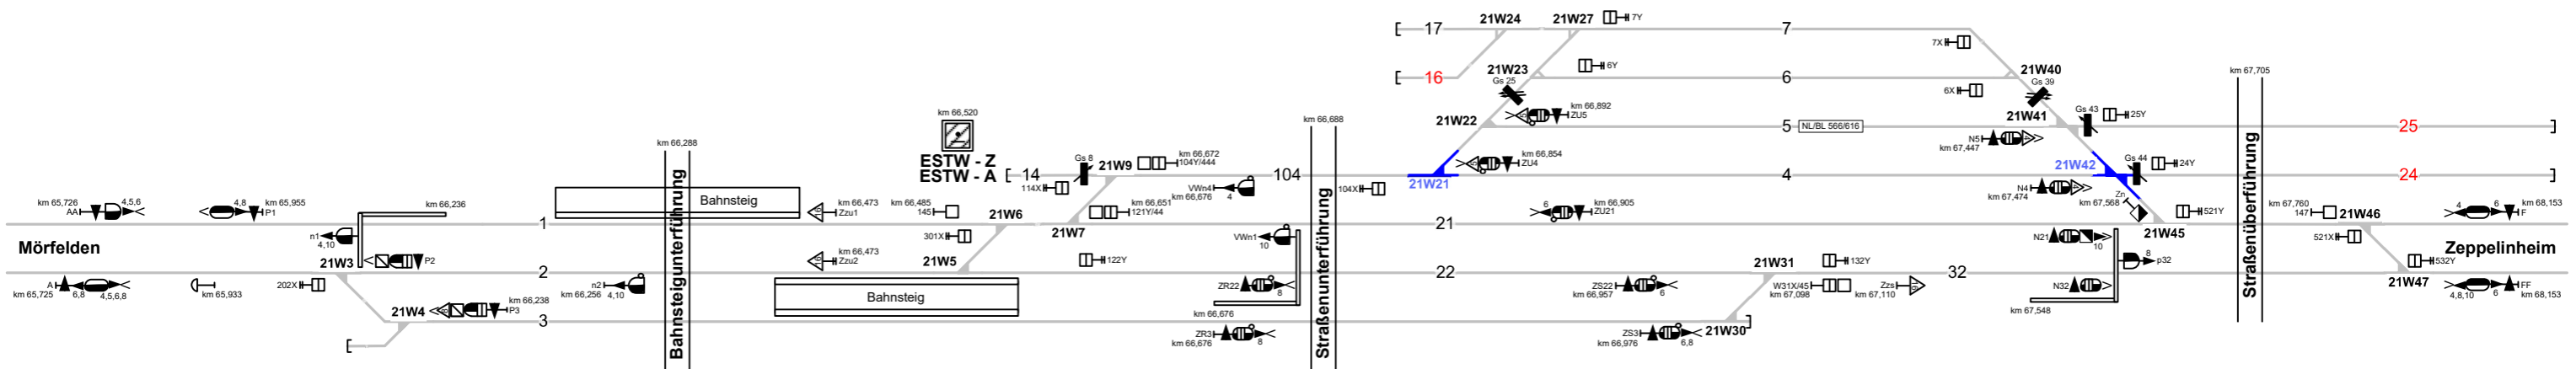 17
21W24
21W27
7Y
7
7X
16
21W23
Gs 25
6Y
6
6X
21W40
Gs 39
km 67,705
km 66,520
ESTW - Z
ESTW - A
14
114X
Gs 8
21W9
km 66,672
104Y/444
VWn4
km 66,676
4
104
km 66,688
104X
21W22
km 66,892
ZU5
5
NL/BL 566/616
21W41
Gs 43
25Y
25
N5
km 67,447
21W21
km 66,854
ZU4
4
21W42
Gs 44
24Y
24
N4
km 67,474
Zn
km 67,568
km 65,726
AA
4,5,6
4,8
km 65,955
P1
km 66,236
n1
4,10
km 66,288
Bahnsteigunterführung
Bahnsteig
1
km 66,473
Zzu1
km 66,485
145
301X
21W6
km 66,651
121Y/44
21W7
VWn1
10
Straßenunterführung
6
km 66,905
ZU21
21
521Y
21W45
N21
10
Straßenüberführung
km 67,760
147
21W46
521X
4
6
km 68,153
F
Mörfelden
Zeppelinheim
21W3
P2
2
km 66,473
Zzu2
21W5
122Y
22
21W31
132Y
32
8
p32
532Y
21W47
A
km 65,725
6,8
4,5,6,8
km 65,933
202X
n2
km 66,256
4,10
Bahnsteig
ZR22
8
ZS22
km 66,957
6
W31X/45
km 67,098
Zzs
km 67,110
N32
km 67,548
4,8,10
6
FF
km 68,153
21W4
km 66,238
P3
3
km 66,676
ZR3
km 66,676
8
ZS3
km 66,976
6,8
21W30